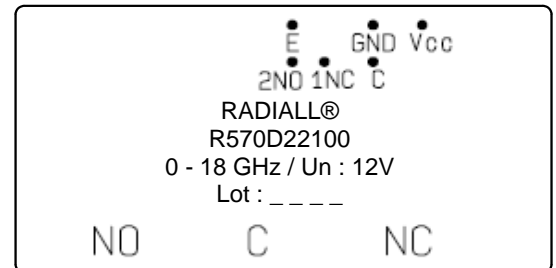 E GND Vcc
2NO 1NC C
RADIALL®
R570D22100
0 - 18 GHz / Un : 12V
Lot : _ _ _ _
NO C NC